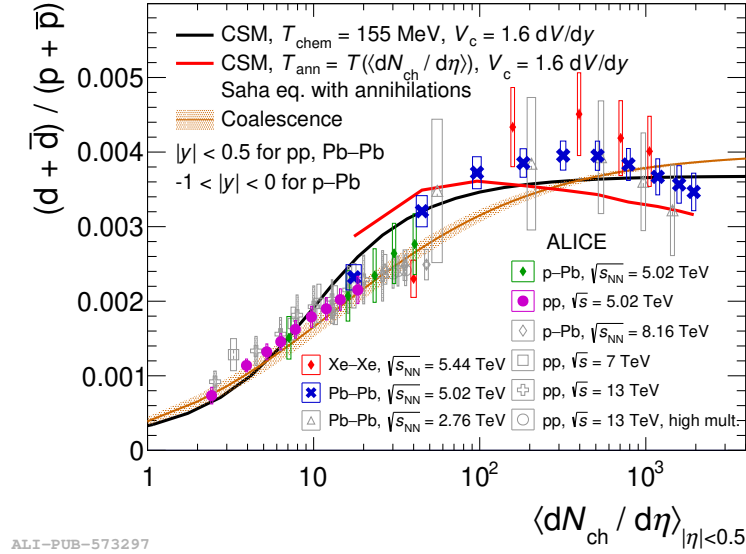 CSM, T_chem = 155 MeV, V_c = 1.6 dV/dy
CSM, T_ann = T(⟨dN_ch / dη⟩), V_c = 1.6 dV/dy
Saha eq. with annihilations
Coalescence
|y| < 0.5 for pp, Pb–Pb
-1 < |y| < 0 for p–Pb
(d + d̅) / (p + p̅)
0.005
0.004
0.003
0.002
0.001
0
ALICE
p–Pb, √s_NN = 5.02 TeV
pp, √s = 5.02 TeV
p–Pb, √s_NN = 8.16 TeV
pp, √s = 7 TeV
pp, √s = 13 TeV
pp, √s = 13 TeV, high mult.
Xe–Xe, √s_NN = 5.44 TeV
Pb–Pb, √s_NN = 5.02 TeV
Pb–Pb, √s_NN = 2.76 TeV
1 10 10² 10³
⟨dN_ch / dη⟩_|η|<0.5
ALI-PUB-573297